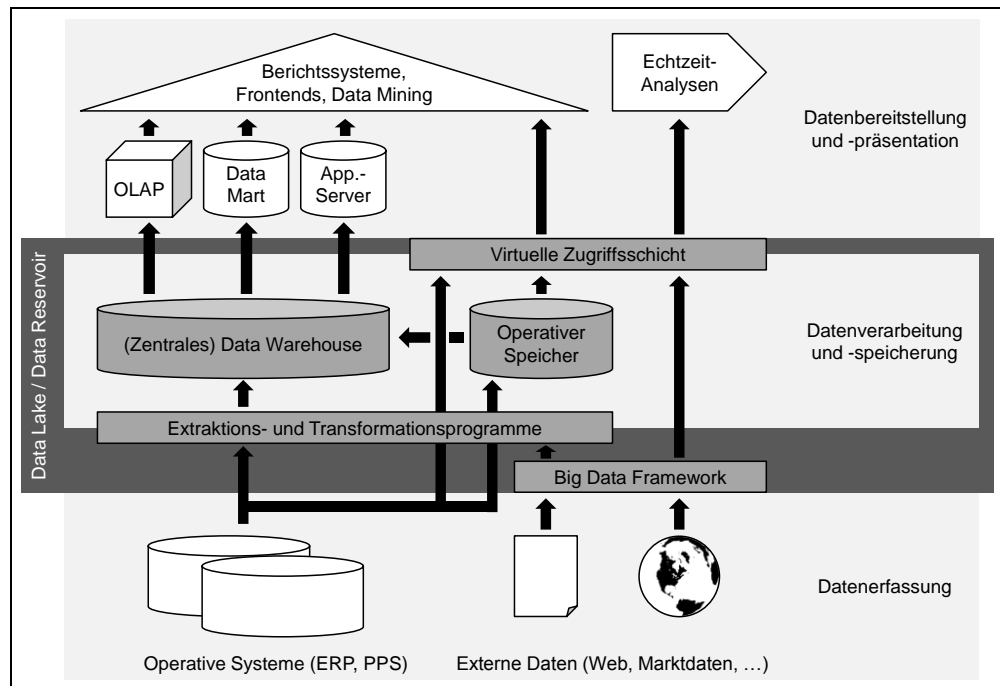 Berichtssysteme,
Frontends, Data Mining
Echtzeit-
Analysen
Datenbereitstellung
und -präsentation
OLAP
Data
Mart
App.-
Server
Data Lake / Data Reservoir
Virtuelle Zugriffsschicht
(Zentrales) Data Warehouse
Operativer
Speicher
Datenverarbeitung
und -speicherung
Extraktions- und Transformationsprogramme
Big Data Framework
Datenerfassung
Operative Systeme (ERP, PPS)
Externe Daten (Web, Marktdaten, …)